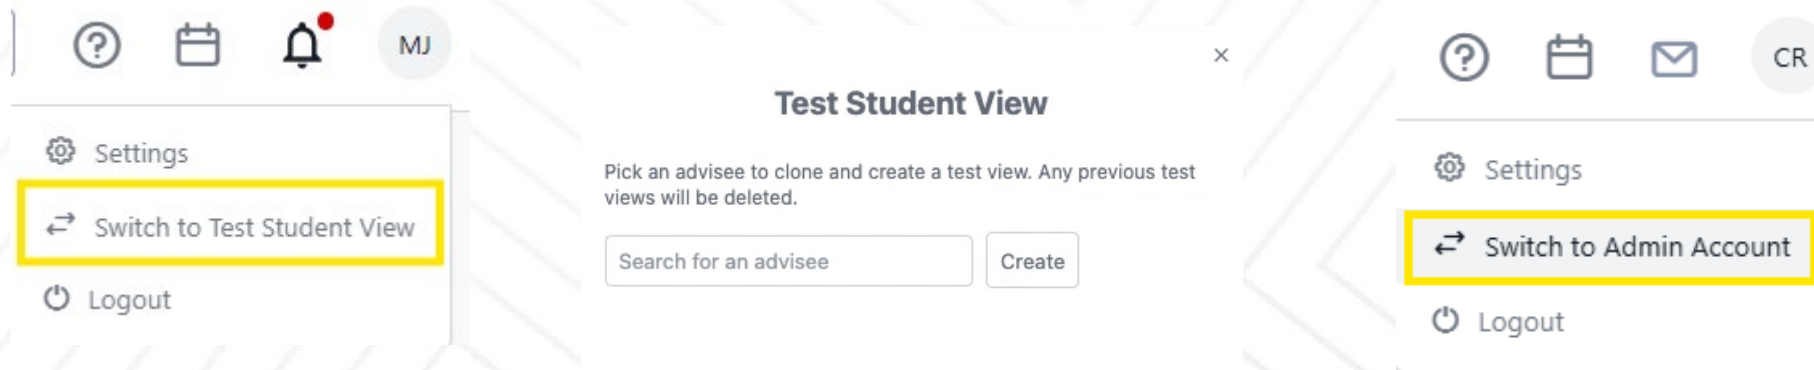 MJ
Settings
Switch to Test Student View
Logout
Test Student View
Pick an advisee to clone and create a test view. Any previous test
views will be deleted.
Search for an advisee
Create
CR
Settings
Switch to Admin Account
Logout